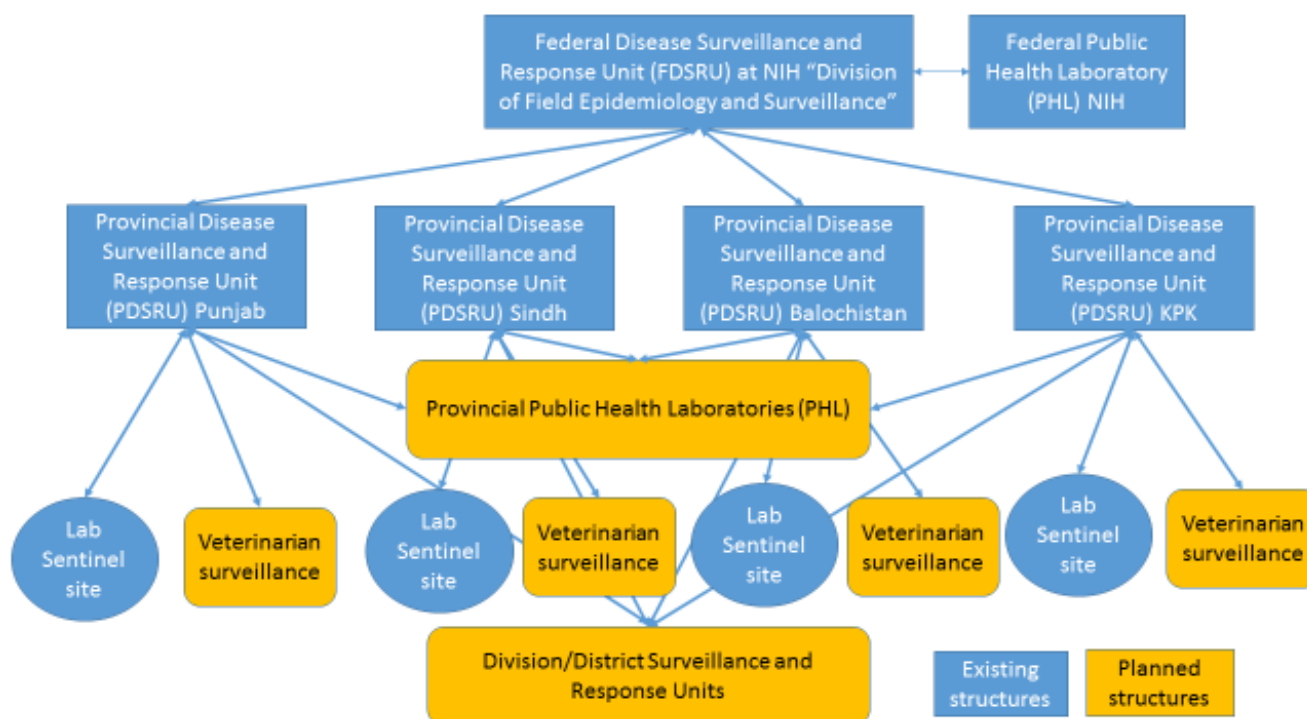 Federal Disease Surveillance and
Response Unit (FDSRU) at NIH “Division
of Field Epidemiology and Surveillance”
Federal Public
Health Laboratory
(PHL) NIH
Provincial Disease
Surveillance and
Response Unit
(PDSRU) Punjab
Provincial Disease
Surveillance and
Response Unit
(PDSRU) Sindh
Provincial Disease
Surveillance and
Response Unit
(PDSRU) Balochistan
Provincial Disease
Surveillance and
Response Unit
(PDSRU) KPK
Provincial Public Health Laboratories (PHL)
Lab
Sentinel
site
Veterinarian
surveillance
Lab
Sentinel
site
Veterinarian
surveillance
Lab
Sentinel
site
Veterinarian
surveillance
Lab
Sentinel
site
Veterinarian
surveillance
Division/District Surveillance and
Response Units
Existing
structures
Planned
structures